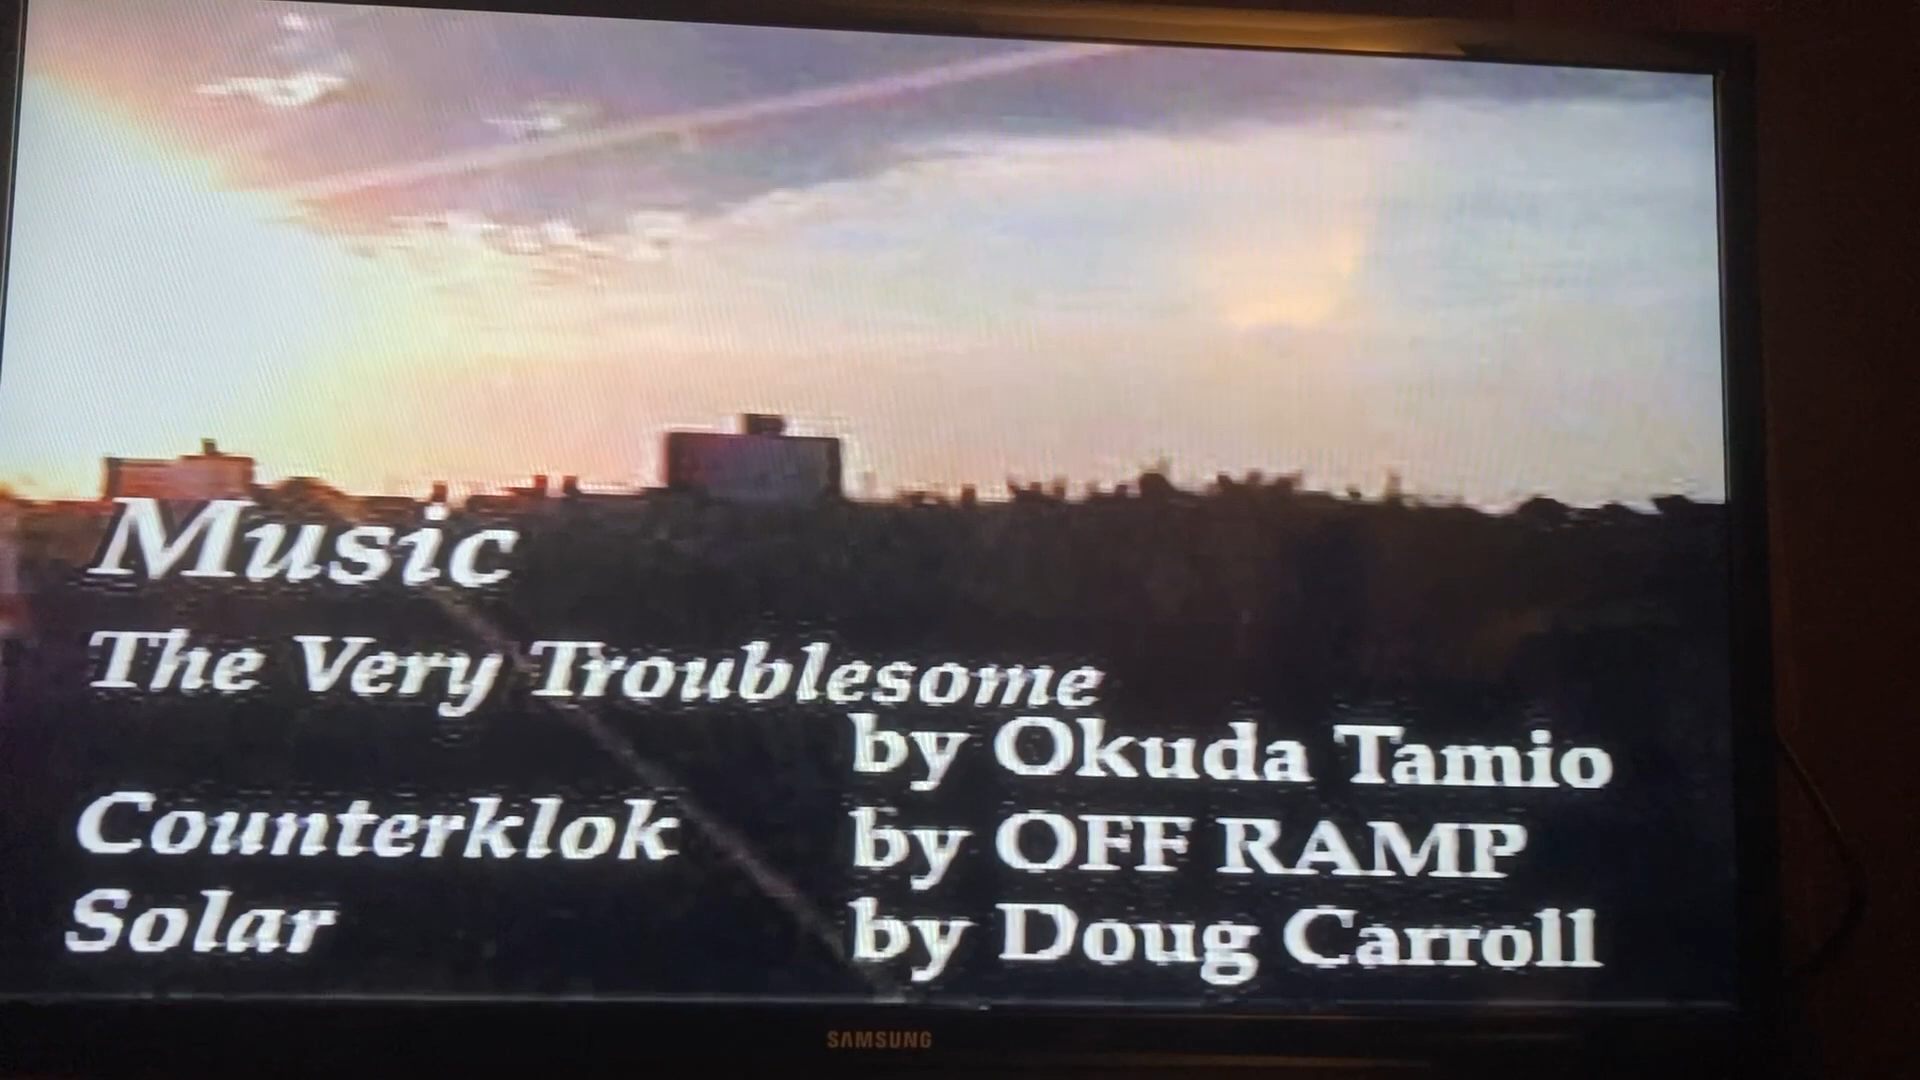 Music
The Very Troublesome
by Okuda Tamio
Counterklok by OFF RAMP
Solar by Doug Carroll
SAMSUNG